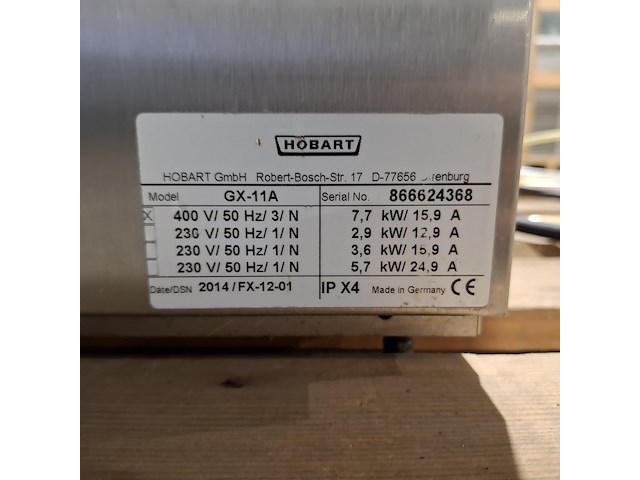 HOBART
HOBART GmbH Robert-Bosch-Str. 17 D-77656
Model GX-11A Serial No. 866624368
X 400 V/ 50 Hz/ 3/ N 7,7 kW/ 15,9 A
230 V/ 50 Hz/ 1/ N 2,9 kW/ 12,9 A
230 V/ 50 Hz/ 1/ N 3,6 kW/ 15,9 A
230 V/ 50 Hz/ 1/ N 5,7 kW/ 24,9 A
Date/DSN 2014/FX-12-01 IP X4 Made in Germany CE